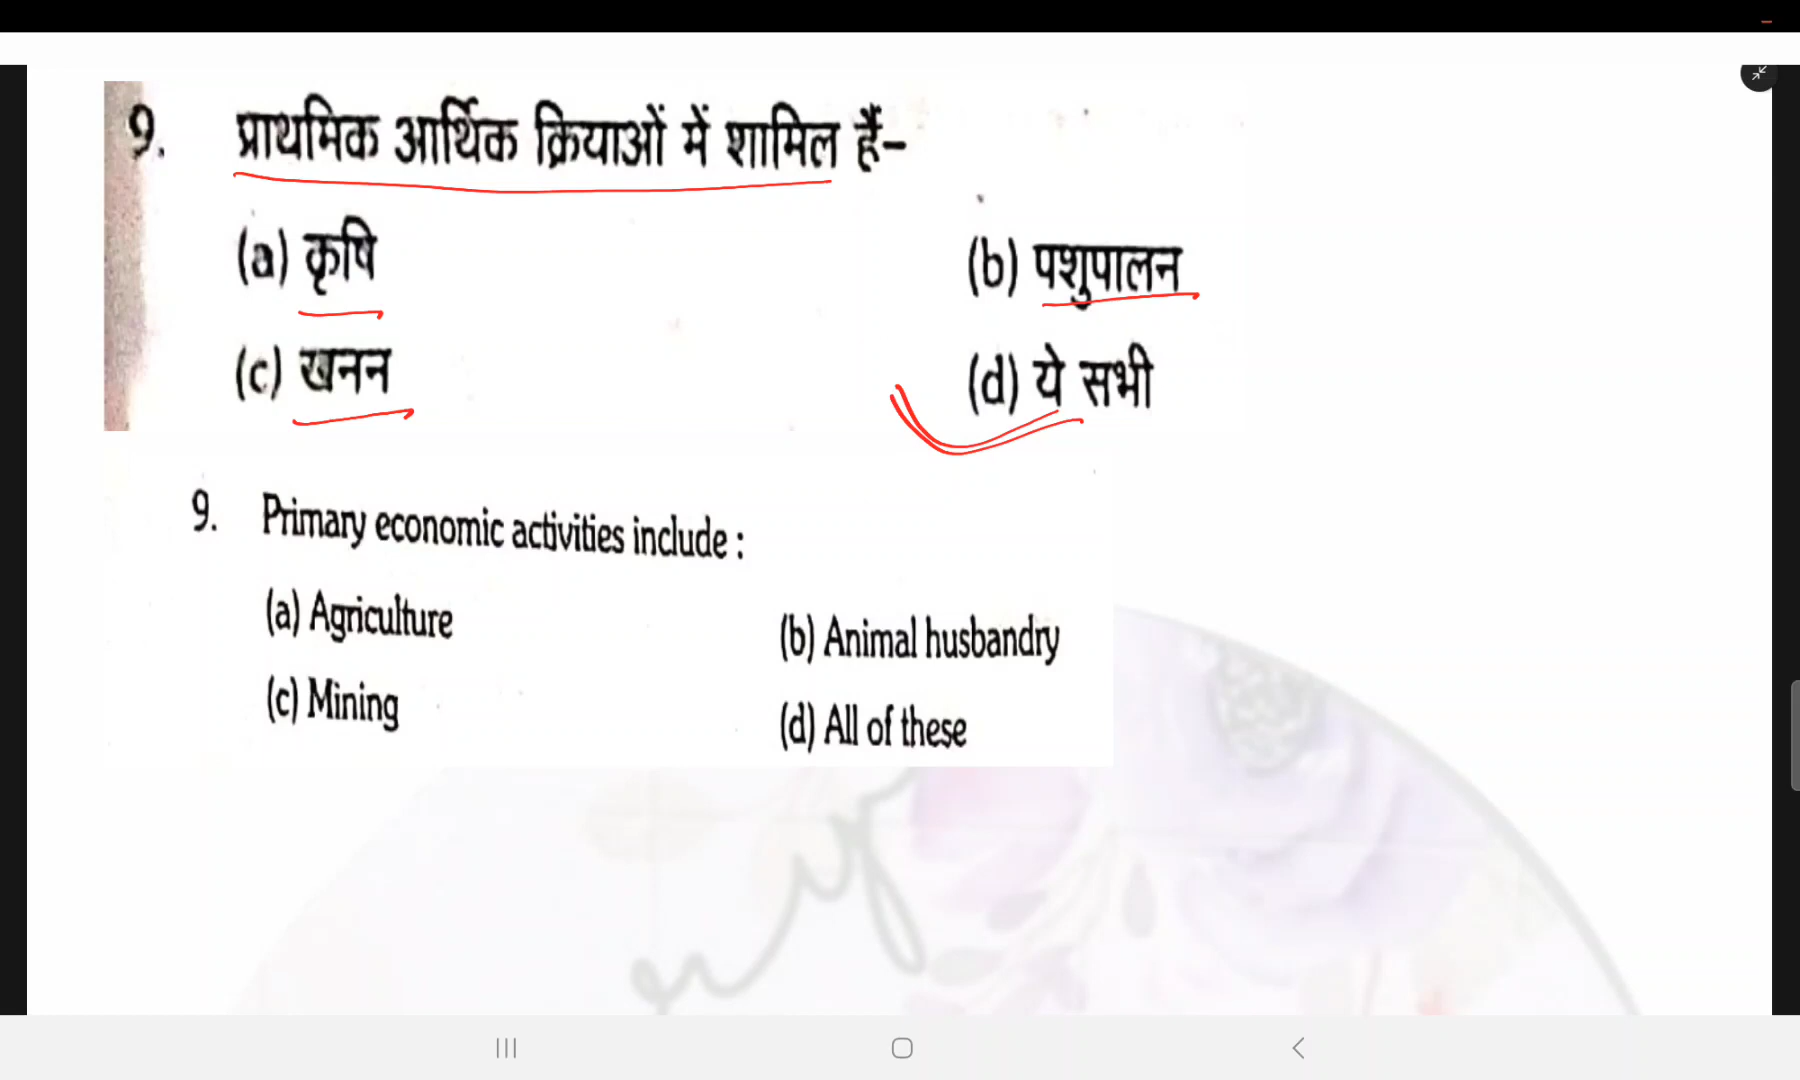 9. प्राथमिक आर्थिक क्रियाओं में शामिल हैं–
(a) कृषि (b) पशुपालन
(c) खनन (d) ये सभी
9. Primary economic activities include :
(a) Agriculture (b) Animal husbandry
(c) Mining (d) All of these